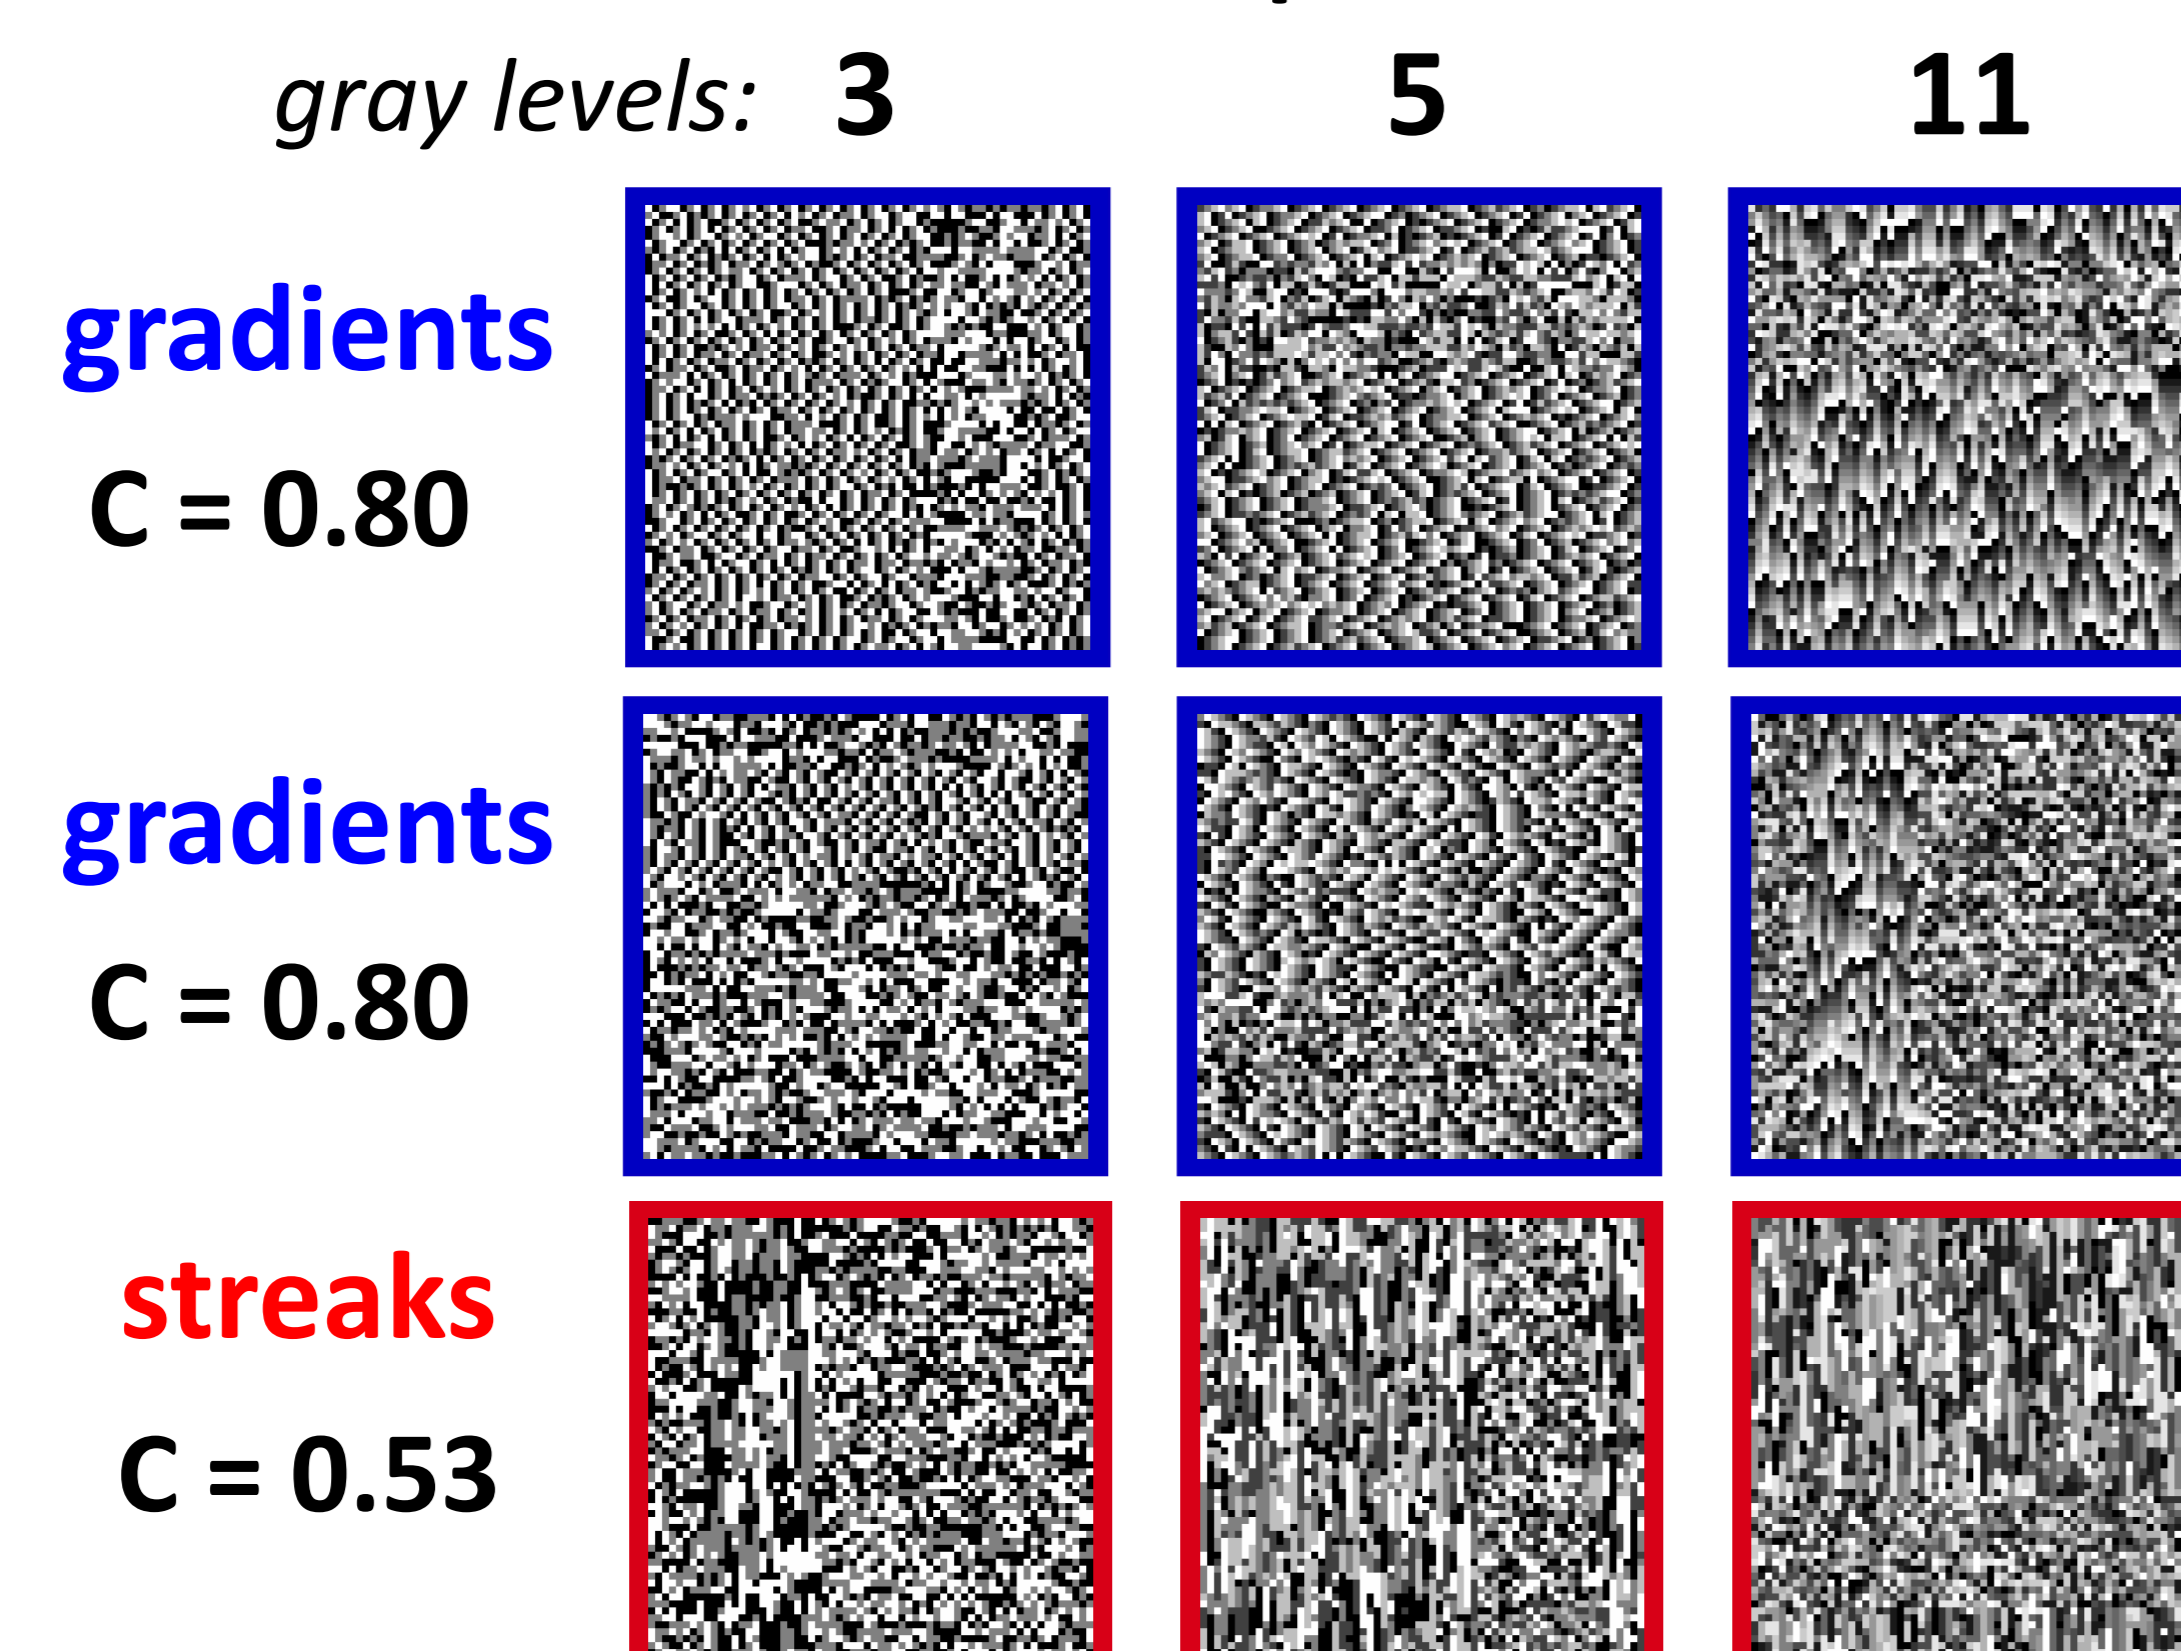 gray levels: 3 5 11
gradients
C = 0.80
gradients
C = 0.80
streaks
C = 0.53